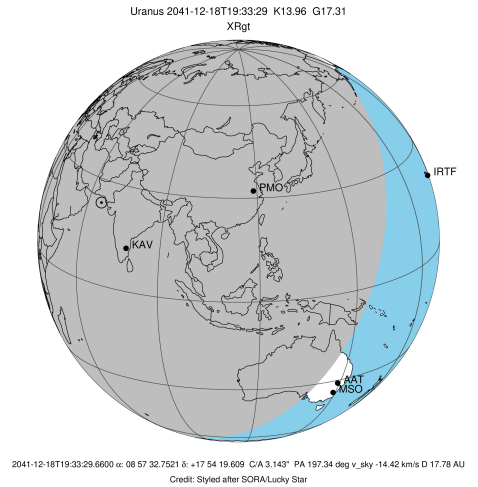 Uranus 2041-12-18T19:33:29 K13.96 G17.31
XRgt
IRTF
PMO
KAV
AAT
MSO
2041-12-18T19:33:29.6600 α: 08 57 32.7521 δ: +17 54 19.609 C/A 3.143" PA 197.34 deg v_sky -14.42 km/s D 17.78 AU
Credit: Styled after SORA/Lucky Star